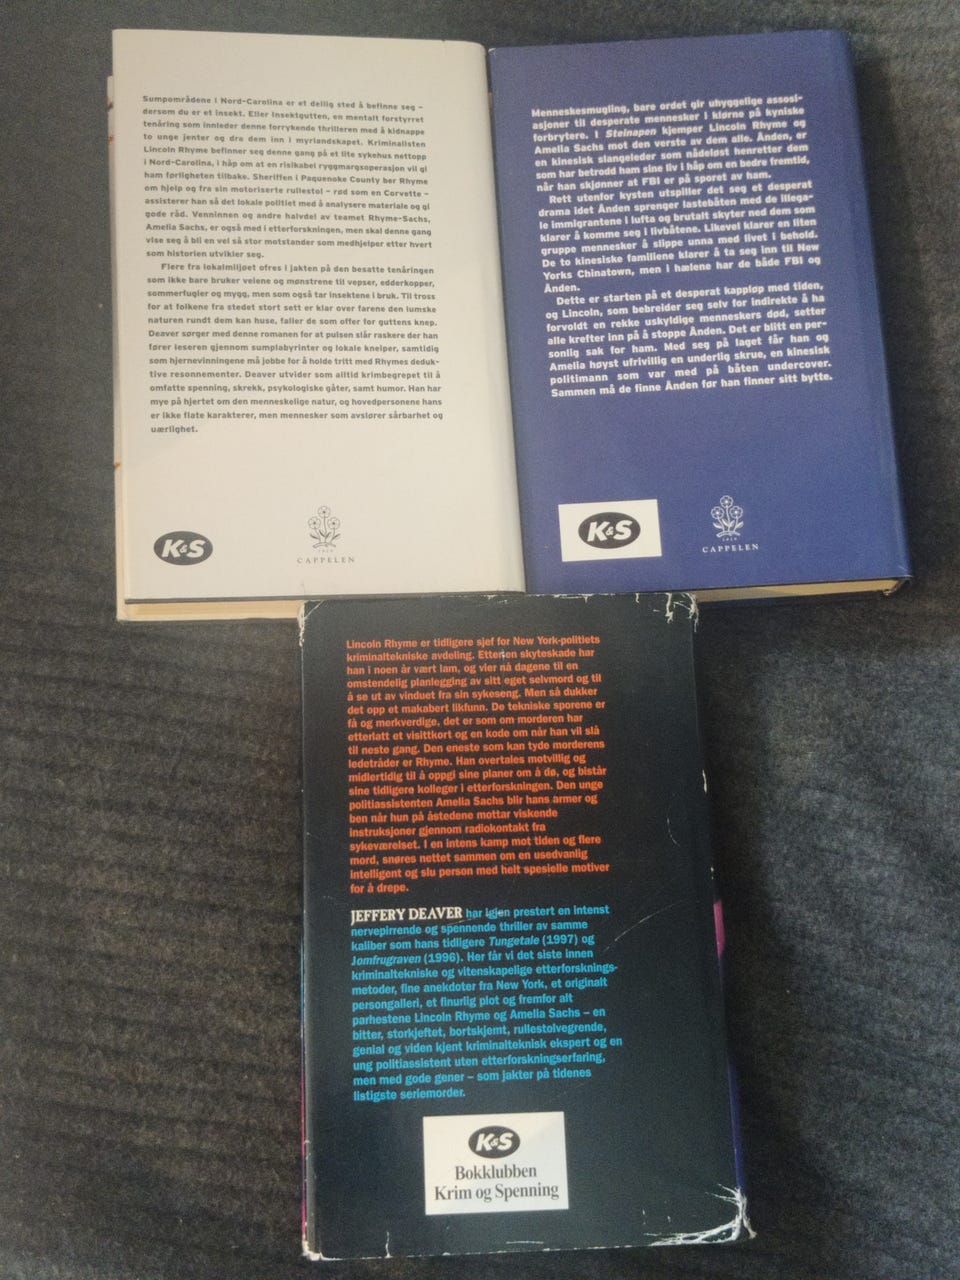 Sumpområdene i Nord-Carolina er et deilig sted å befinne seg –
dersom du er et insekt. Eller Insektgutten, en mentalt forstyrret
tenåring som innleder denne forrykende thrilleren med å kidnappe
to unge jenter og dra dem inn i myrlandskapet. Kriminalisten
Lincoln Rhyme befinner seg denne gang på et lite sykehus nettopp
i Nord-Carolina, i håp om at en risikabel ryggmargsoperasjon vil gi
ham førligheten tilbake. Sheriffen i Paquenoke County ber Rhyme
om hjelp og fra sin motoriserte rullestol – rød som en Corvette –
assisterer han så det lokale politiet med å analysere materiale og gi
gode råd. Venninnen og andre halvdel av teamet Rhyme-Sachs,
Amelia Sachs, er også med i etterforskningen, men skal denne gang
vise seg å bli en vel så stor motstander som medhjelper etter hvert
som historien utvikler seg.
Flere fra lokalmiljøet ofres i jakten på den besatte tenåringen
som ikke bare bruker veiene og mønstrene til vepser, edderkopper,
sommerfugler og mygg, men som også tar insektene i bruk. Til tross
for at folkene fra stedet stort sett er klar over farene den lumske
naturen rundt dem kan huse, faller de som offer for guttens knep.
Deaver sørger med denne romanen for at pulsen slår raskere der han
fører leseren gjennom sumplabyrinter og lokale kneiper, samtidig
som hjernevinningene må jobbe for å holde tritt med Rhymes deduk-
tive resonnementer. Deaver utvider som alltid krimbegrepet til å
omfatte spenning, skrekk, psykologiske gåter, samt humor. Han har
mye på hjertet om den menneskelige natur, og hovedpersonene hans
er ikke flate karakterer, men mennesker som avslører sårbarhet og
uærlighet.
K&S
1829
CAPPELEN
Menneskesmugling, bare ordet gir uhyggelige assosi-
asjoner til desperate mennesker i klørne på kyniske
forbrytere. I Steinapen kjemper Lincoln Rhyme og
Amelia Sachs mot den verste av dem alle. Ånden, er
en kinesisk slangeleder som nådeløst henretter dem
som har betrodd ham sine liv i håp om en bedre fremtid,
når han skjønner at FBI er på sporet av ham.
Rett utenfor kysten utspiller det seg et desperat
drama idet Ånden sprenger lastebåten med de illega-
le immigrantene i lufta og brutalt skyter ned dem som
klarer å komme seg i livbåtene. Likevel klarer en liten
gruppe mennesker å slippe unna med livet i behold.
De to kinesiske familiene klarer å ta seg inn til New
Yorks Chinatown, men i hælene har de både FBI og
Ånden.
Dette er starten på et desperat kappløp med tiden,
og Lincoln, som bebreider seg selv for indirekte å ha
forvoldt en rekke uskyldige menneskers død, setter
alle krefter inn på å stoppe Ånden. Det er blitt en per-
sonlig sak for ham. Med seg på laget får han og
Amelia høyst ufrivillig en underlig skrue, en kinesisk
politimann som var med på båten undercover.
Sammen må de finne Ånden før han finner sitt bytte.
K&S
1829
CAPPELEN
Lincoln Rhyme er tidligere sjef for New York-politiets
kriminaltekniske avdeling. Etter en skyteskade har
han i noen år vært lam, og vier nå dagene til en
omstendelig planlegging av sitt eget selvmord og til
å se ut av vinduet fra sin sykeseng. Men så dukker
det opp et makabert likfunn. De tekniske sporene er
få og merkverdige, det er som om morderen har
etterlatt et visittkort og en kode om når han vil slå
til neste gang. Den eneste som kan tyde morderens
ledetråder er Rhyme. Han overtales motvillig og
midlertidig til å oppgi sine planer om å dø, og bistår
sine tidligere kolleger i etterforskningen. Den unge
politiassistenten Amelia Sachs blir hans armer og
ben når hun på åstedene mottar viskende
instruksjoner gjennom radiokontakt fra
sykeværelset. I en intens kamp mot tiden og flere
mord, snøres nettet sammen om en usedvanlig
intelligent og slu person med helt spesielle motiver
for å drepe.
JEFFERY DEAVER har igjen prestert en intenst
nervepirrende og spennende thriller av samme
kaliber som hans tidligere Tungetale (1997) og
Jomfrugraven (1996). Her får vi det siste innen
kriminaltekniske og vitenskapelige etterforsknings-
metoder, fine anekdoter fra New York, et originalt
persongalleri, et finurlig plot og fremfor alt
parhestene Lincoln Rhyme og Amelia Sachs – en
bitter, storkjeftet, bortskjemt, rullestolvegrende,
genial og viden kjent kriminalteknisk ekspert og en
ung politiassistent uten etterforskningserfaring,
men med gode gener – som jakter på tidenes
listigste seriemorder.
K&S
Bokklubben
Krim og Spenning